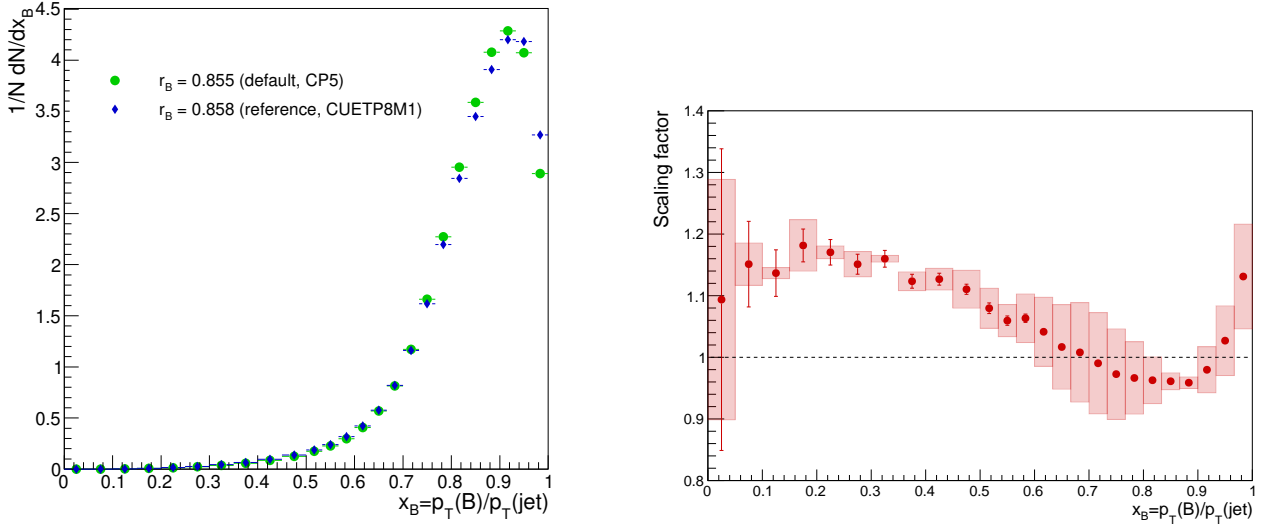 1/N dN/dx_B
4.5
4
3.5
3
2.5
2
1.5
1
0.5
0
r_B = 0.855 (default, CP5)
r_B = 0.858 (reference, CUETP8M1)
0 0.1 0.2 0.3 0.4 0.5 0.6 0.7 0.8 0.9 1
x_B=p_T(B)/p_T(jet)
Scaling factor
1.4
1.3
1.2
1.1
1
0.9
0.8
0 0.1 0.2 0.3 0.4 0.5 0.6 0.7 0.8 0.9 1
x_B=p_T(B)/p_T(jet)